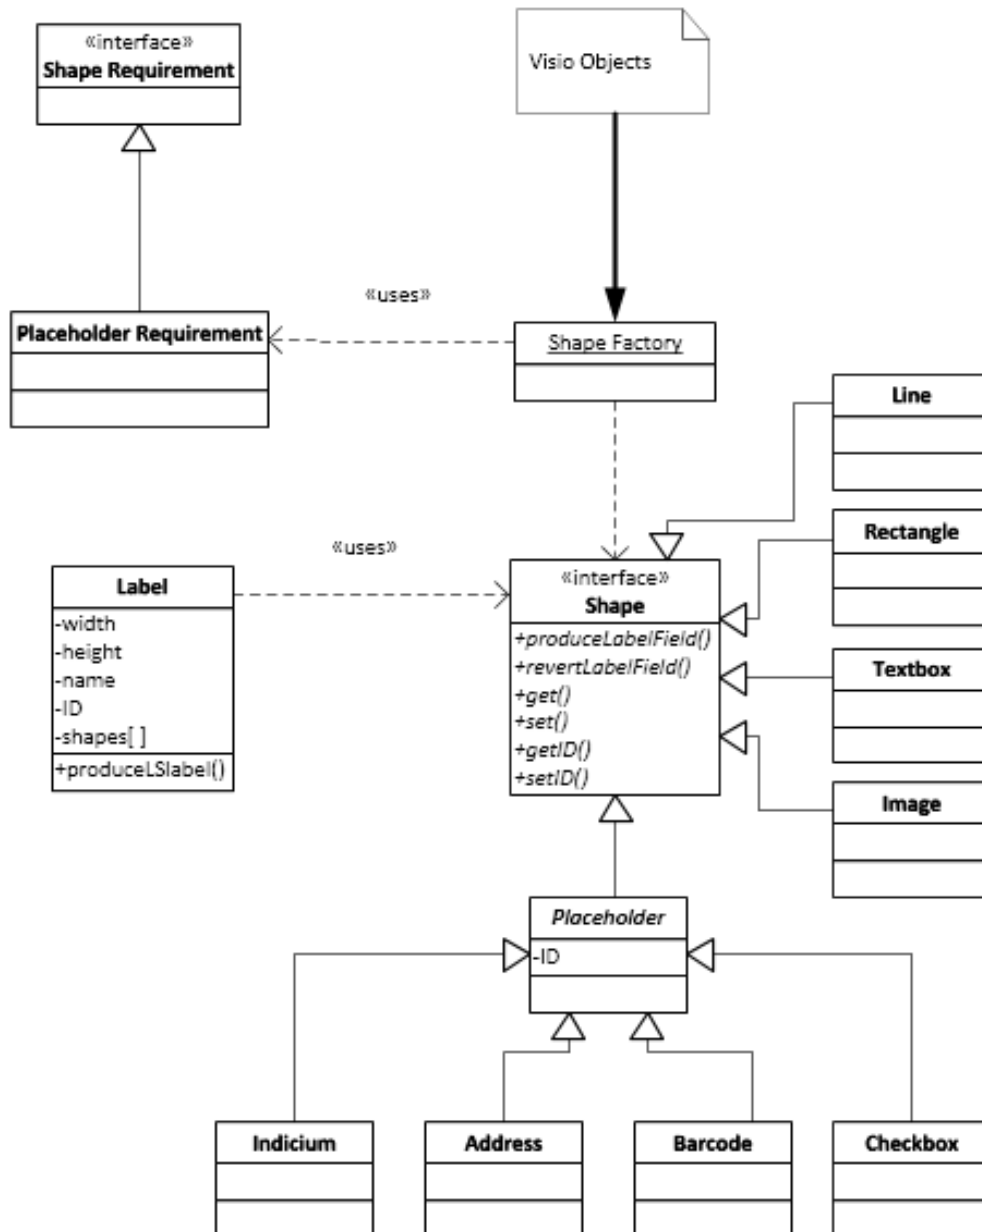 «interface»
Shape Requirement
Visio Objects
«uses»
Placeholder Requirement
Shape Factory
Line
Rectangle
«uses»
Label
-width
-height
-name
-ID
-shapes[ ]
+produceLSlabel()
«interface»
Shape
+produceLabelField()
+revertLabelField()
+get()
+set()
+getID()
+setID()
Textbox
Image
Placeholder
-ID
Indicium
Address
Barcode
Checkbox